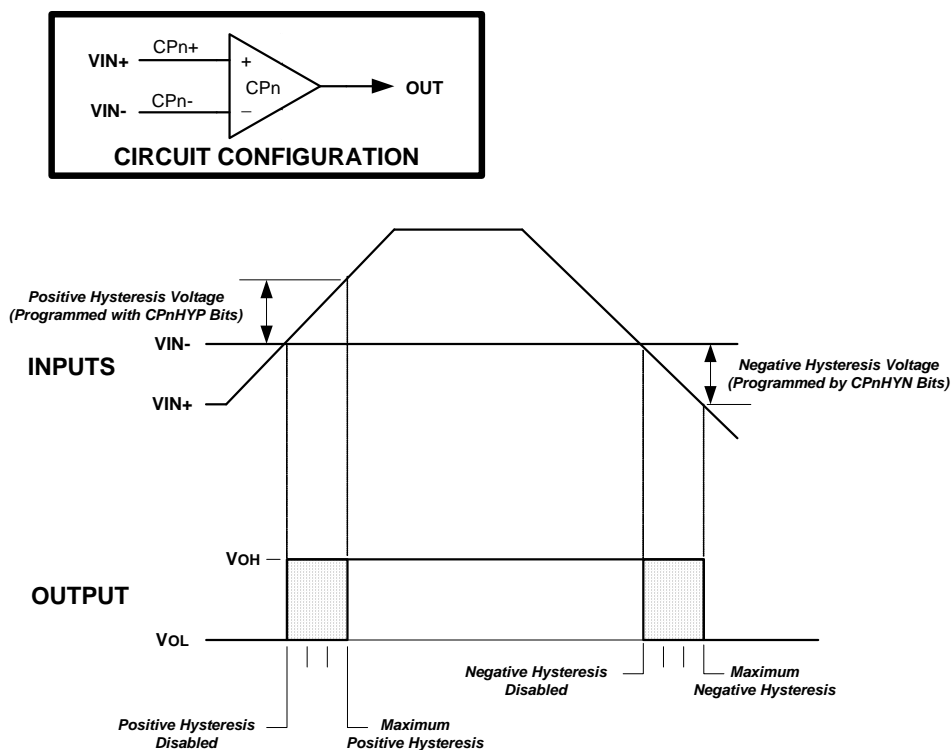 VIN+
CPn+
+
CPn
OUT
VIN-
CPn-
–
CIRCUIT CONFIGURATION
Positive Hysteresis Voltage
(Programmed with CPnHYP Bits)
VIN-
INPUTS
Negative Hysteresis Voltage
(Programmed by CPnHYN Bits)
VIN+
VOH
OUTPUT
VOL
Negative Hysteresis
Disabled
Maximum
Negative Hysteresis
Positive Hysteresis
Disabled
Maximum
Positive Hysteresis